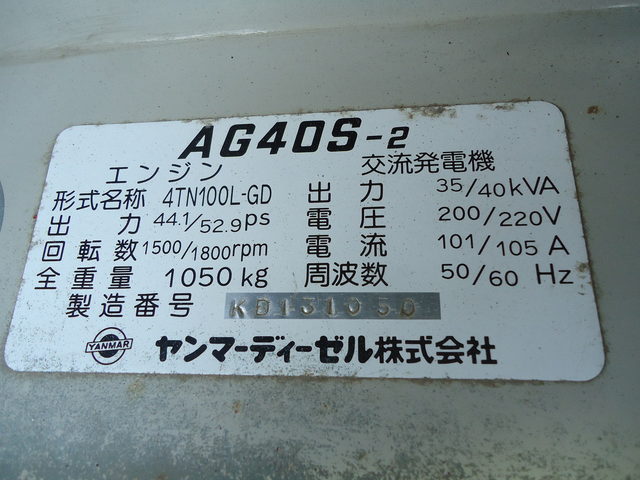 AG40S-2
エンジン 交流発電機
形式名称 4TN100L-GD 出力 35/40kVA
出力 44.1/52.9ps 電圧 200/220V
回転数 1500/1800rpm 電流 101/105 A
全重量 1050 kg 周波数 50/60 Hz
製造番号 KD131050
YANMAR ヤンマーディーゼル株式会社